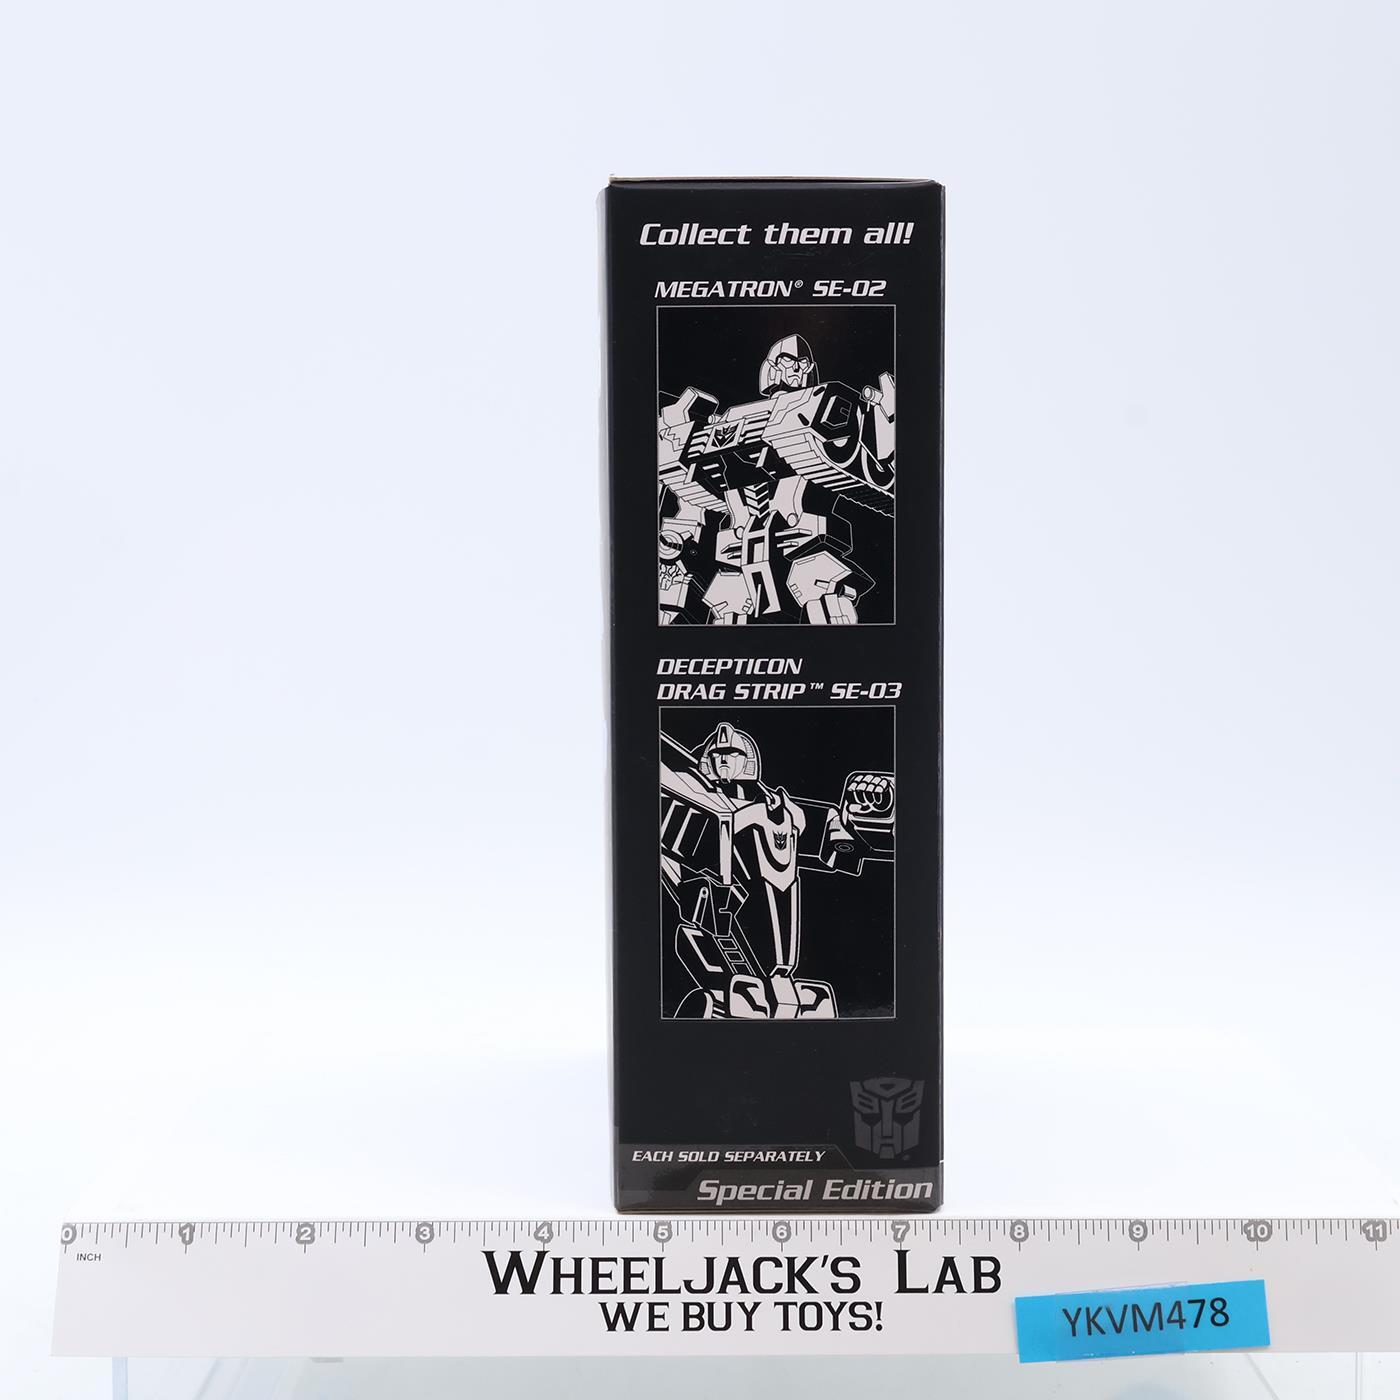 Collect them all!
MEGATRON® SE-02
DECEPTICON
DRAG STRIP™ SE-03
EACH SOLD SEPARATELY
Special Edition
0 1 2 3 4 5 6 7 8 9 10 11
INCH
WHEELJACK'S LAB
WE BUY TOYS!
YKVM478